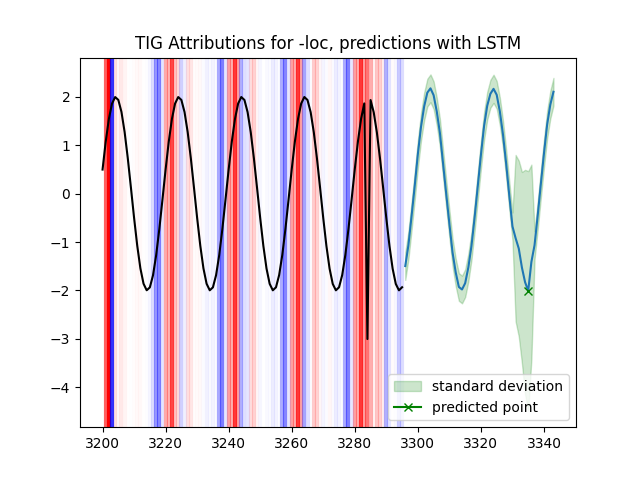 TIG Attributions for -loc, predictions with LSTM
2
1
0
−1
−2
−3
−4
3200 3220 3240 3260 3280 3300 3320 3340
standard deviation
predicted point